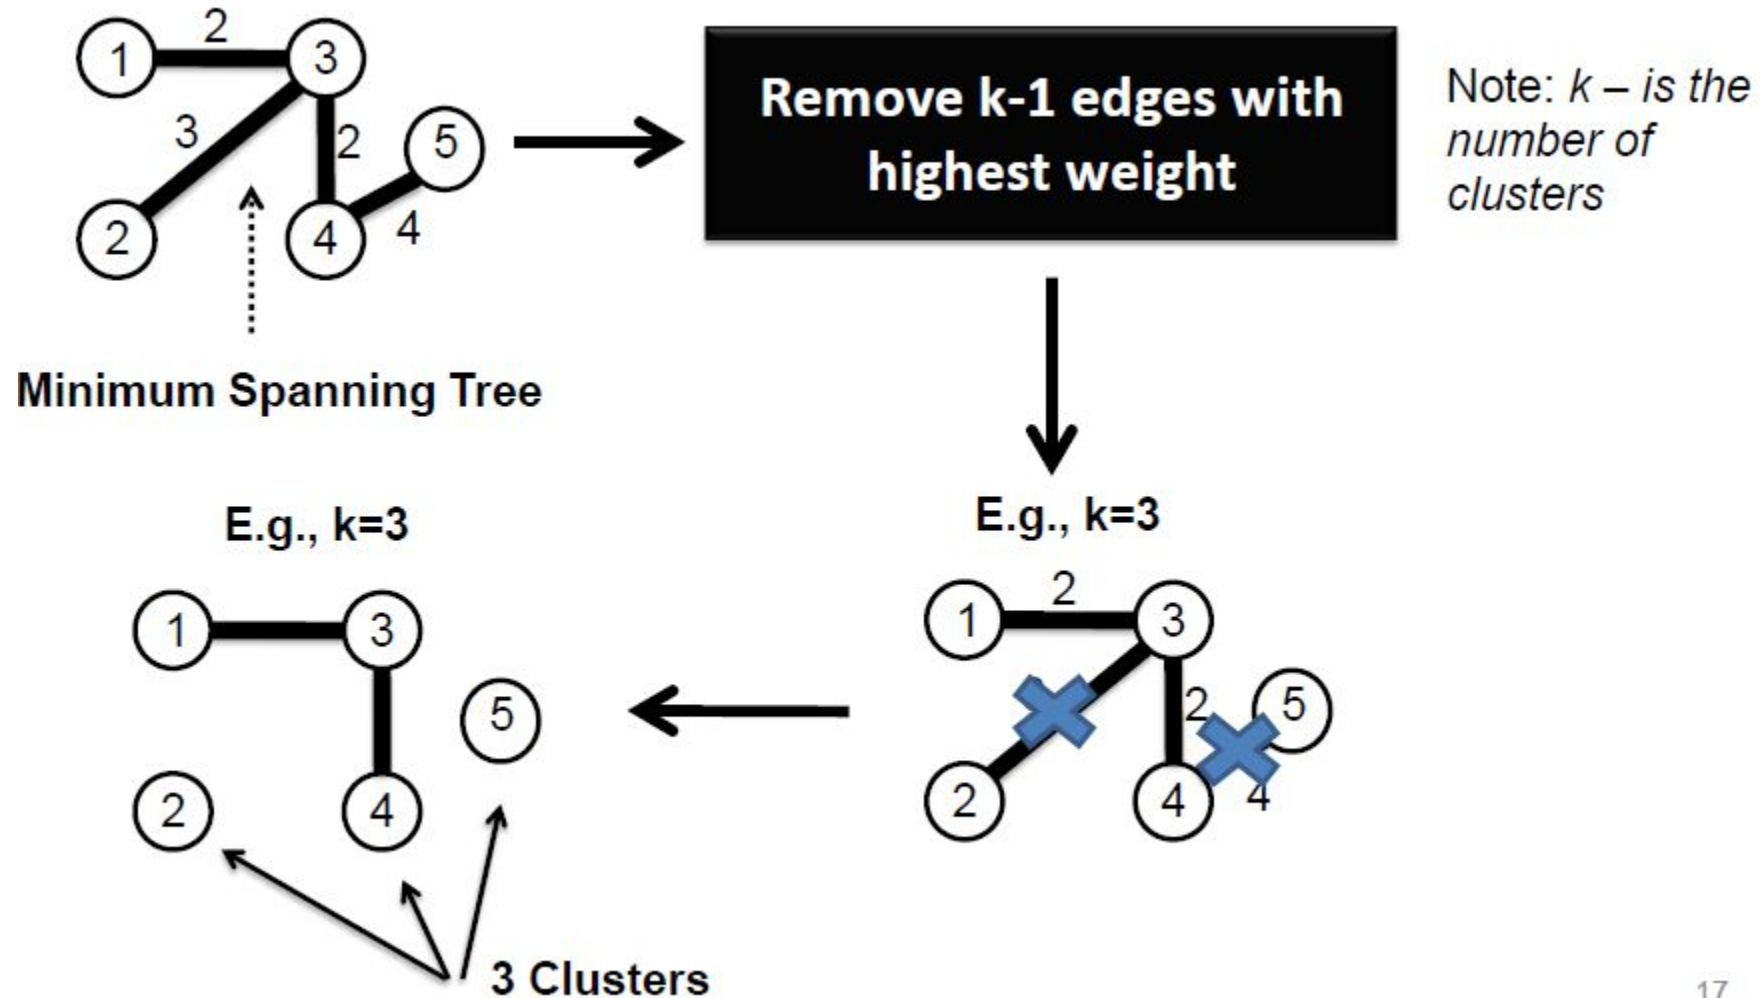 1
2
3
3
2
5
2
4
4
Remove k-1 edges with
highest weight
Note: k – is the
number of
clusters
Minimum Spanning Tree
E.g., k=3
1
3
5
2
4
3 Clusters
E.g., k=3
1
2
3
2
5
2
4
4
17